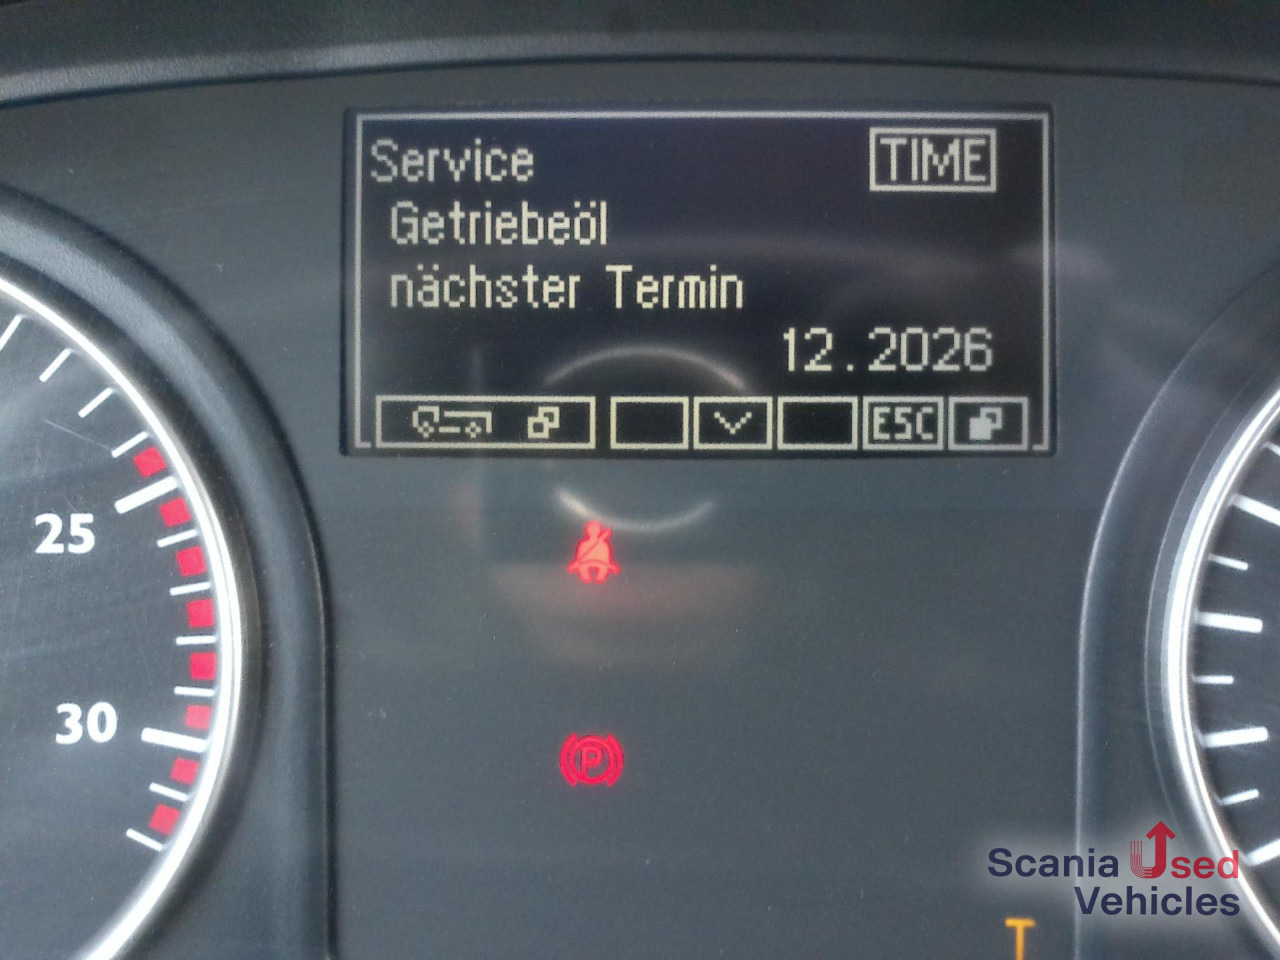 Service
TIME
Getriebeöl
nächster Termin
12.2026
ESC
25
30
P
Scania Used
Vehicles
T